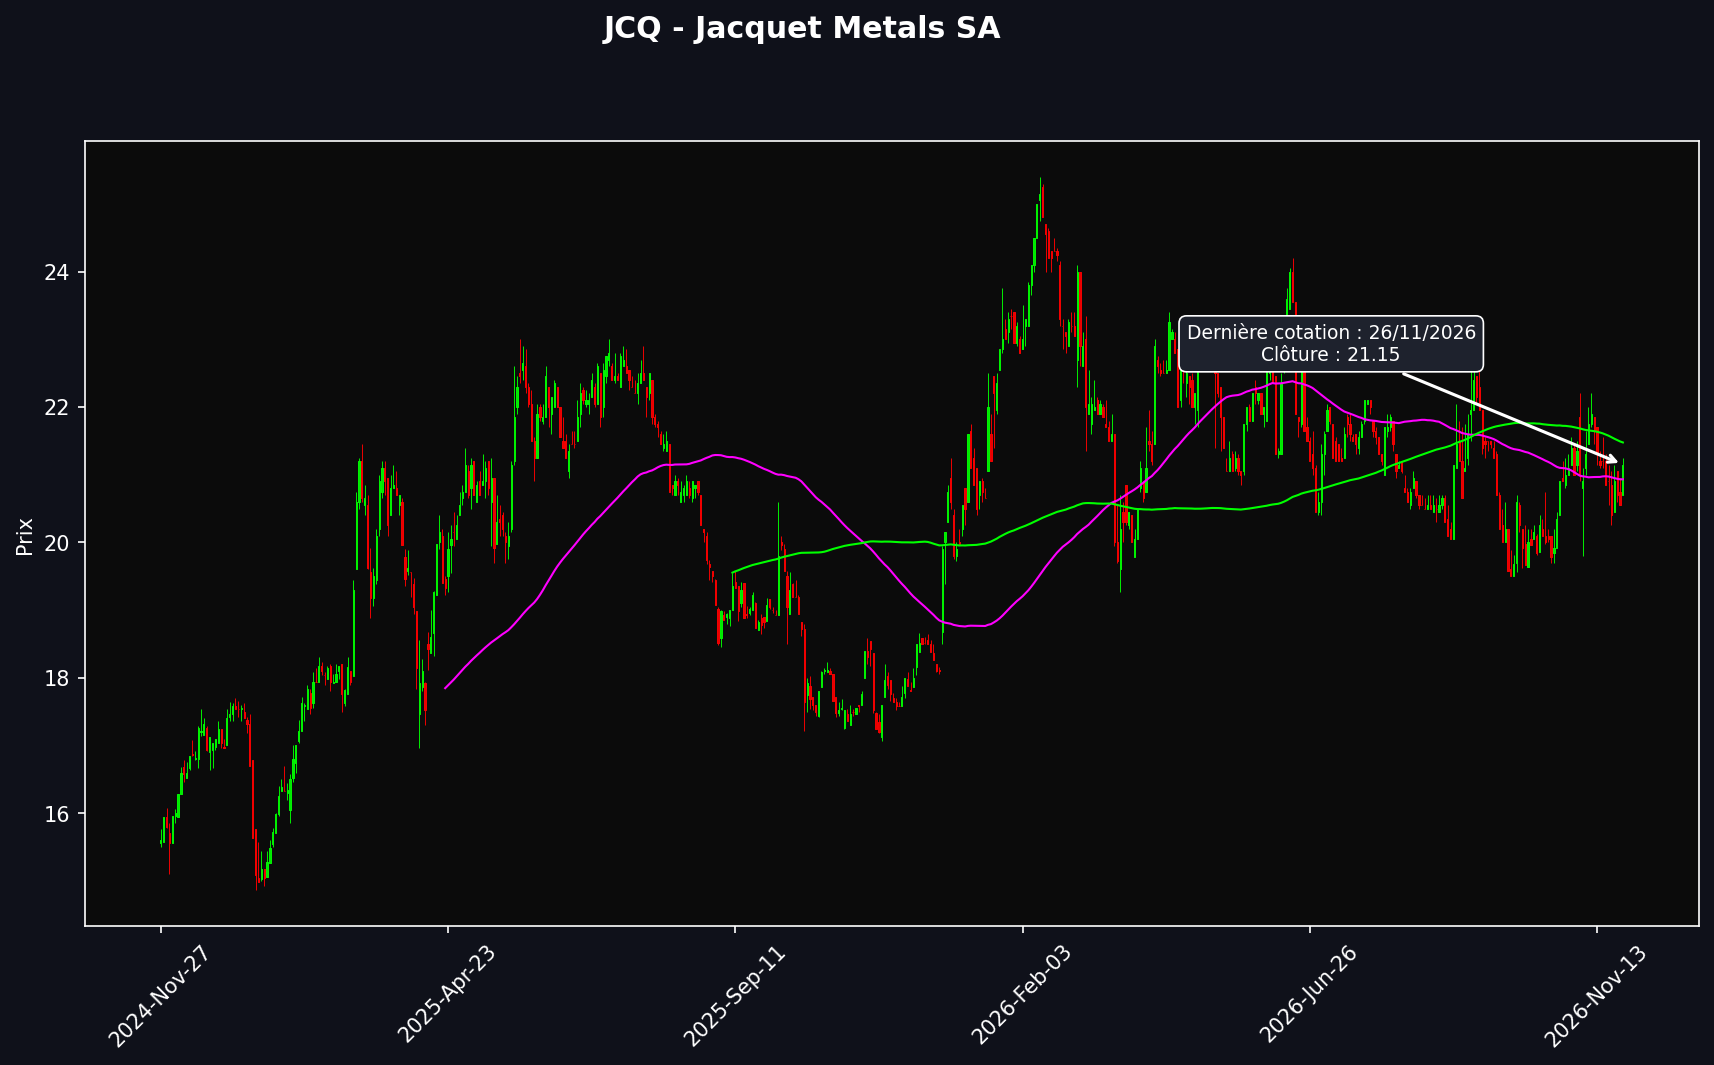 JCQ - Jacquet Metals SA
Prix
24
22
20
18
16
Dernière cotation : 26/11/2026
Clôture : 21.15
2024-Nov-27
2025-Apr-23
2025-Sep-11
2026-Feb-03
2026-Jun-26
2026-Nov-13